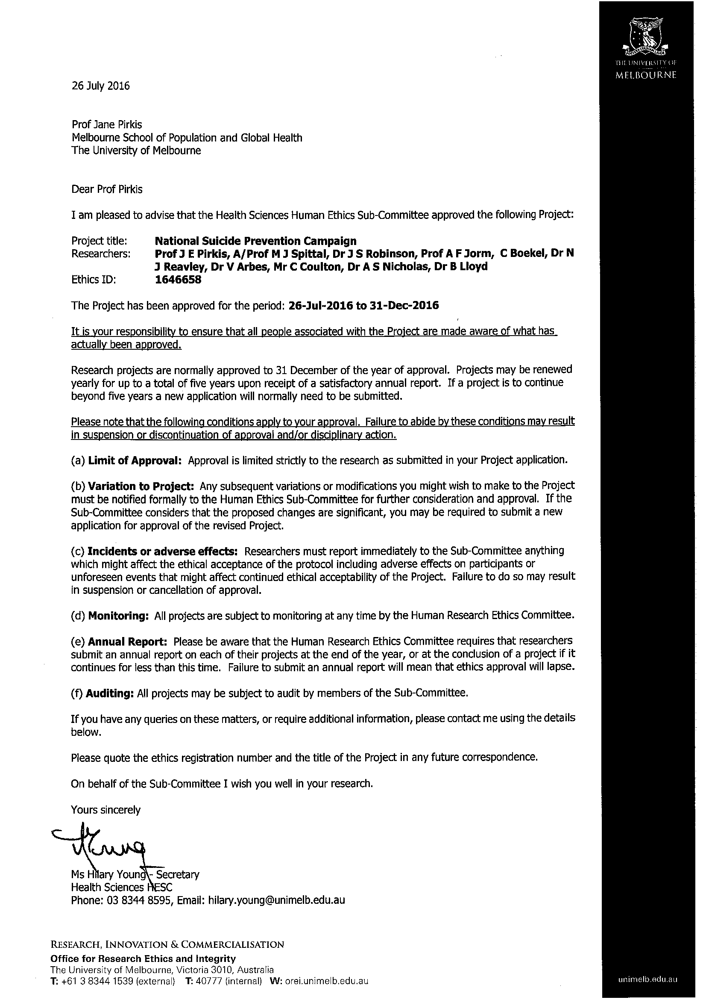 POSTERA CRESCAM LAUDE
THE UNIVERSITY OF
MELBOURNE
26 July 2016
Prof Jane Pirkis
Melbourne School of Population and Global Health
The University of Melbourne
Dear Prof Pirkis
I am pleased to advise that the Health Sciences Human Ethics Sub-Committee approved the following Project:
Project title: National Suicide Prevention Campaign
Researchers: Prof J E Pirkis, A/Prof M J Spittal, Dr J S Robinson, Prof A F Jorm, C Boekel, Dr N
J Reavley, Dr V Arbes, Mr C Coulton, Dr A S Nicholas, Dr B Lloyd
Ethics ID: 1646658
The Project has been approved for the period: 26-Jul-2016 to 31-Dec-2016
It is your responsibility to ensure that all people associated with the Project are made aware of what has
actually been approved.
Research projects are normally approved to 31 December of the year of approval. Projects may be renewed
yearly for up to a total of five years upon receipt of a satisfactory annual report. If a project is to continue
beyond five years a new application will normally need to be submitted.
Please note that the following conditions apply to your approval. Failure to abide by these conditions may result
in suspension or discontinuation of approval and/or disciplinary action.
(a) Limit of Approval: Approval is limited strictly to the research as submitted in your Project application.
(b) Variation to Project: Any subsequent variations or modifications you might wish to make to the Project
must be notified formally to the Human Ethics Sub-Committee for further consideration and approval. If the
Sub-Committee considers that the proposed changes are significant, you may be required to submit a new
application for approval of the revised Project.
(c) Incidents or adverse effects: Researchers must report immediately to the Sub-Committee anything
which might affect the ethical acceptance of the protocol including adverse effects on participants or
unforeseen events that might affect continued ethical acceptability of the Project. Failure to do so may result
in suspension or cancellation of approval.
(d) Monitoring: All projects are subject to monitoring at any time by the Human Research Ethics Committee.
(e) Annual Report: Please be aware that the Human Research Ethics Committee requires that researchers
submit an annual report on each of their projects at the end of the year, or at the conclusion of a project if it
continues for less than this time. Failure to submit an annual report will mean that ethics approval will lapse.
(f) Auditing: All projects may be subject to audit by members of the Sub-Committee.
If you have any queries on these matters, or require additional information, please contact me using the details
below.
Please quote the ethics registration number and the title of the Project in any future correspondence.
On behalf of the Sub-Committee I wish you well in your research.
Yours sincerely
HYoung
Ms Hilary Young - Secretary
Health Sciences HESC
Phone: 03 8344 8595, Email: hilary.young@unimelb.edu.au
RESEARCH, INNOVATION & COMMERCIALISATION
Office for Research Ethics and Integrity
The University of Melbourne, Victoria 3010, Australia
T: +61 3 8344 1539 (external) T: 40777 (internal) W: orei.unimelb.edu.au
unimelb.edu.au